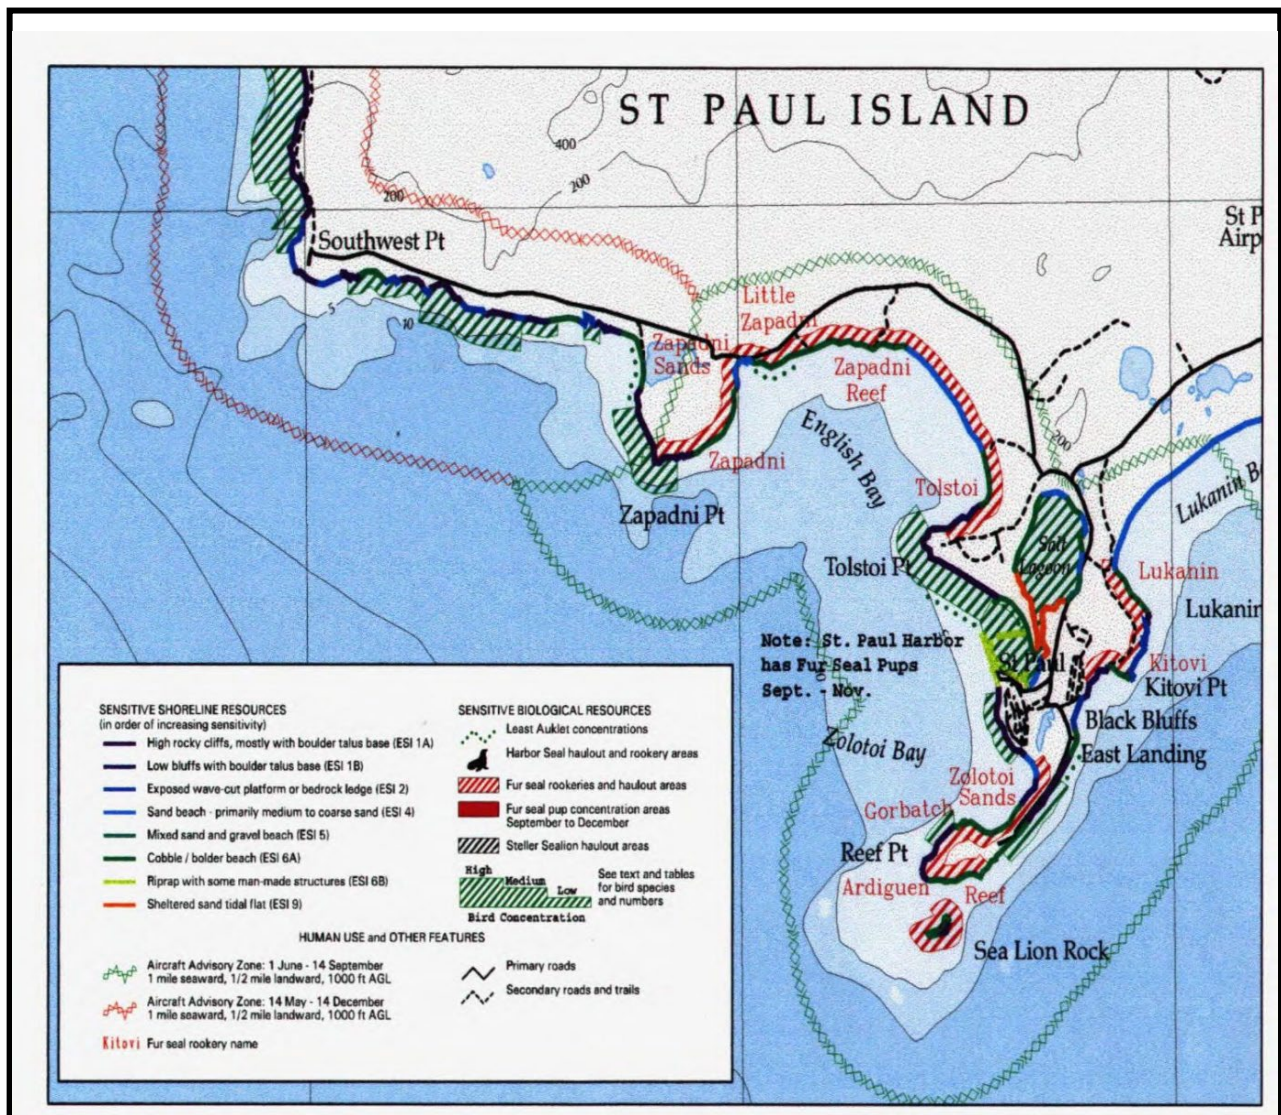 ST PAUL ISLAND
400
200
200
St P
Airp
Southwest Pt
5
10
Little
Zapadni
Zapadni
Sands
Zapadni
Reef
English Bay
200
Zapadni
Tolstoi
Zapadni Pt
Lukanin B
Salt
Lagoon
Tolstoi Pt
Lukanin
Lukanin
Note: St. Paul Harbor
has Fur Seal Pups
Sept. - Nov.
St Paul
Kitovi
Kitovi Pt
Black Bluffs
East Landing
Zolotoi Bay
Zolotoi
Sands
Gorbatch
Reef Pt
Ardiguen
Reef
Sea Lion Rock
SENSITIVE SHORELINE RESOURCES
(in order of increasing sensitivity)
High rocky cliffs, mostly with boulder talus base (ESI 1A)
Low bluffs with boulder talus base (ESI 1B)
Exposed wave-cut platform or bedrock ledge (ESI 2)
Sand beach - primarily medium to coarse sand (ESI 4)
Mixed sand and gravel beach (ESI 5)
Cobble / bolder beach (ESI 6A)
Riprap with some man-made structures (ESI 6B)
Sheltered sand tidal flat (ESI 9)
SENSITIVE BIOLOGICAL RESOURCES
Least Auklet concentrations
Harbor Seal haulout and rookery areas
Fur seal rookeries and haulout areas
Fur seal pup concentration areas
September to December
Steller Sealion haulout areas
High
Medium
Low
Bird Concentration
See text and tables
for bird species
and numbers
HUMAN USE and OTHER FEATURES
Aircraft Advisory Zone: 1 June - 14 September
1 mile seaward, 1/2 mile landward, 1000 ft AGL
Aircraft Advisory Zone: 14 May - 14 December
1 mile seaward, 1/2 mile landward, 1000 ft AGL
Kitovi Fur seal rookery name
Primary roads
Secondary roads and trails